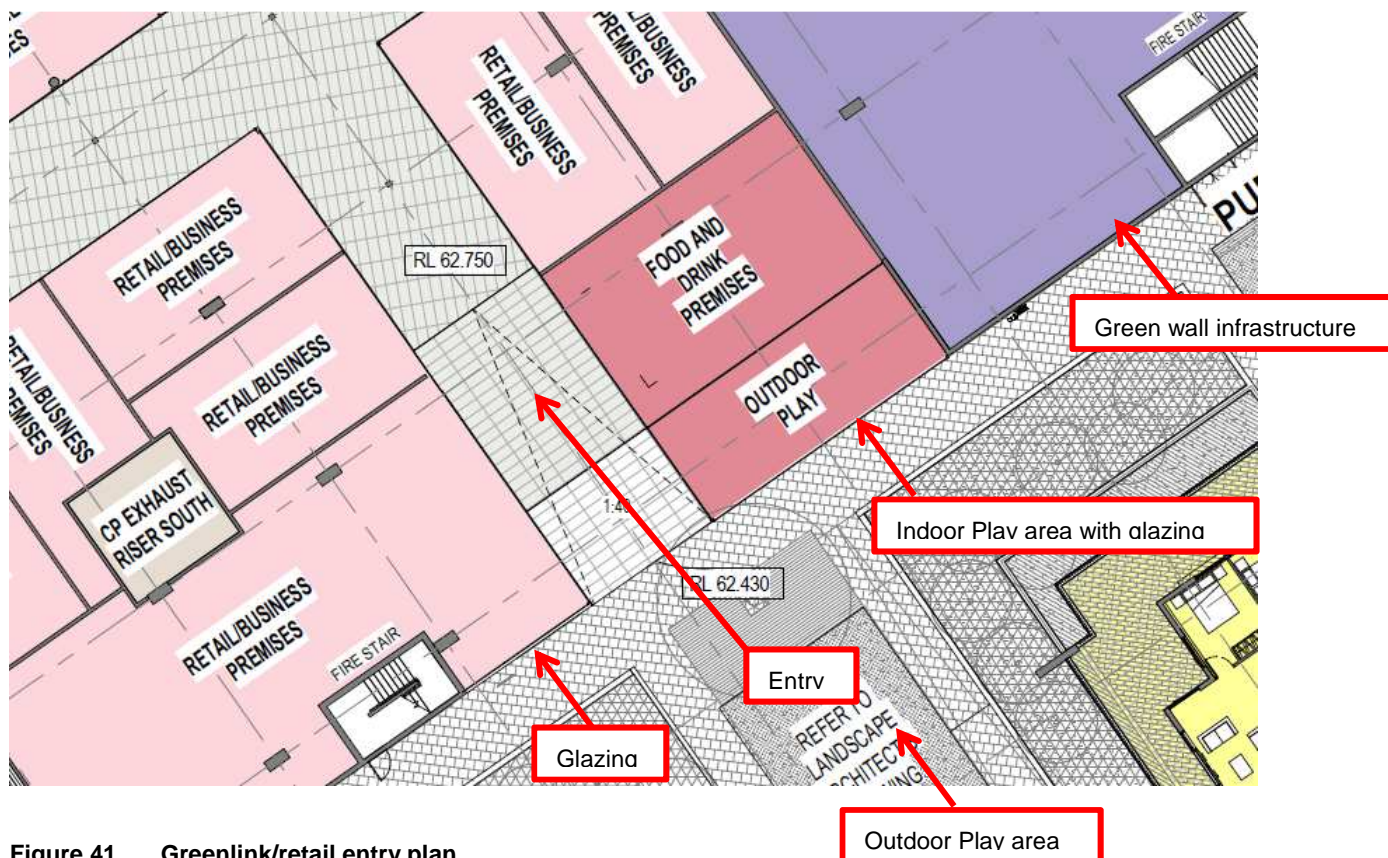 PREMISES
FIRE STAIR
RETAIL/BUSINESS
PREMISES
RETAIL/BUSINESS
PREMISES
RL 62.750
FOOD AND
DRINK
PREMISES
Green wall infrastructure
RETAIL/BUSINESS
PREMISES
OUTDOOR
PLAY
CP EXHAUST
RISER SOUTH
1:40
Indoor Play area with glazing
RL 62.430
RETAIL/BUSINESS
PREMISES
FIRE STAIR
Entry
REFER TO
LANDSCAPE
Glazing
Outdoor Play area
Figure 41 Greenlink/retail entry plan